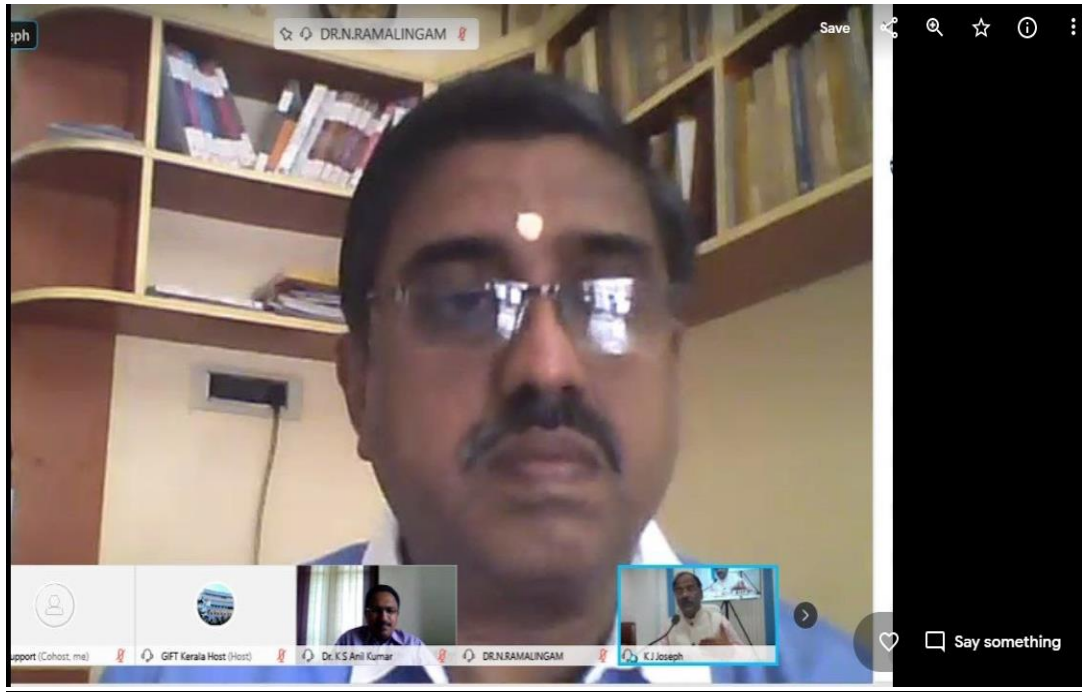 eph
DR.N.RAMALINGAM
Save
upport (Cohost, me)
GIFT Kerala Host (Host)
Dr. K S Anil Kumar
DR.N.RAMALINGAM
K J Joseph
Say something